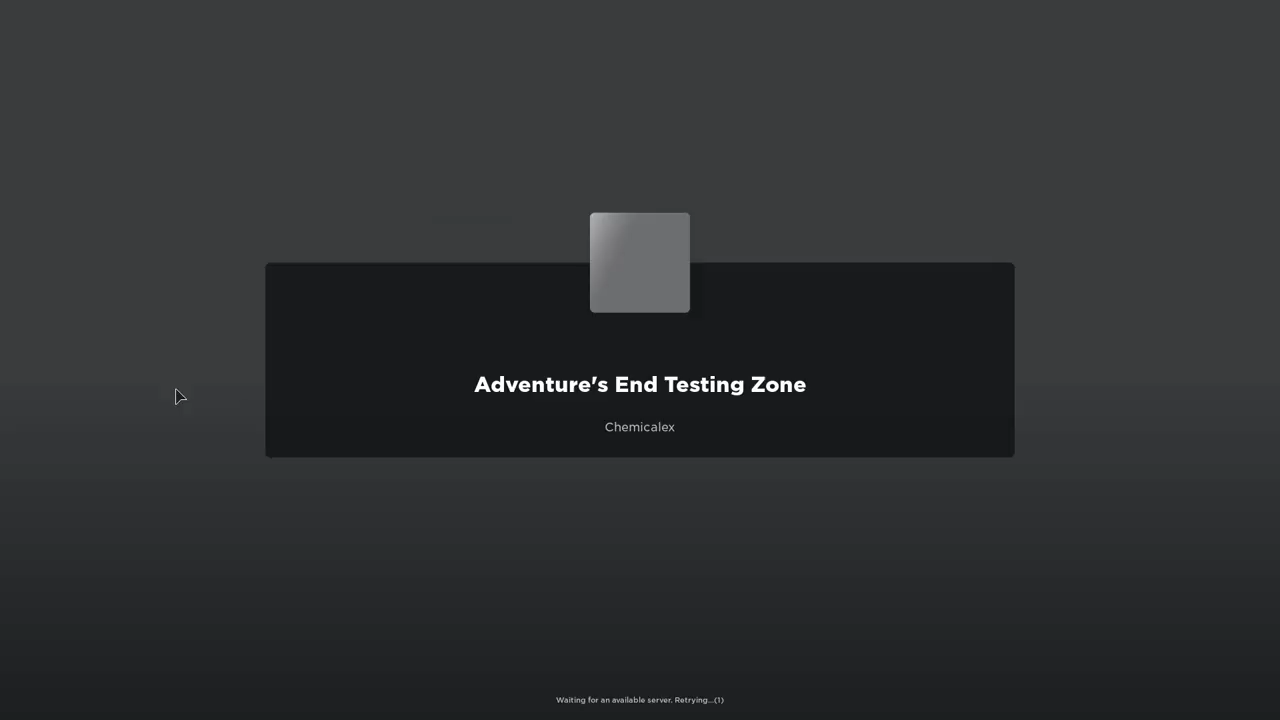 Adventure's End Testing Zone
Chemicalex
Waiting for an available server. Retrying...(1)